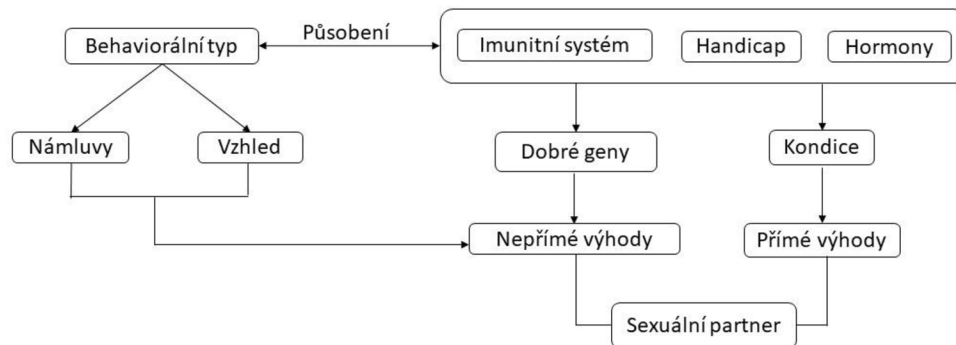 Působení
Behaviorální typ
Imunitní systém
Handicap
Hormony
Námluvy
Vzhled
Dobré geny
Kondice
Nepřímé výhody
Přímé výhody
Sexuální partner